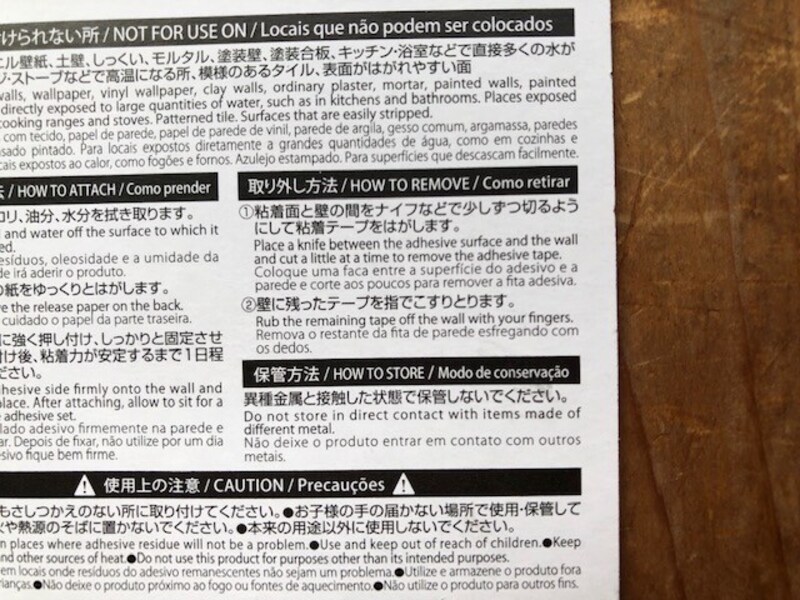 けられない所 / NOT FOR USE ON / Locais que não podem ser colocados
ニル壁紙、土壁、しっくい、モルタル、塗装壁、塗装合板、キッチン・浴室などで直接多くの水が
ジ・ストーブなどで高温になる所、模様のあるタイル、表面がはがれやすい面
walls, wallpaper, vinyl wallpaper, clay walls, ordinary plaster, mortar, painted walls, painted
directly exposed to large quantities of water, such as in kitchens and bathrooms. Places exposed
cooking ranges and stoves. Patterned tile. Surfaces that are easily stripped.
com tecido, papel de parede, papel de parede de vinil, parede de argila, gesso comum, argamassa, paredes
sado pintado. Para locais expostos diretamente a grandes quantidades de água, como em cozinhas e
cais expostos ao calor, como fogões e fornos. Azulejo estampado. Para superfícies que descascam facilmente.
/ HOW TO ATTACH / Como prender
コリ、油分、水分を拭き取ります。
and water off the surface to which it
ed.
esíduos, oleosidade e a umidade da
de irá aderir o produto.
の紙をゆっくりとはがします。
ve the release paper on the back.
cuidado o papel da parte traseira.
に強く押し付け、しっかりと固定させ
付け後、粘着力が安定するまで1日程
ださい。
dhesive side firmly onto the wall and
lace. After attaching, allow to sit for a
e adhesive set.
lado adesivo firmemente na parede e
ar. Depois de fixar, não utilize por um dia
esivo fique bem firme.
取り外し方法 / HOW TO REMOVE / Como retirar
①粘着面と壁の間をナイフなどで少しずつ切るよう
にして粘着テープをはがします。
Place a knife between the adhesive surface and the wall
and cut a little at a time to remove the adhesive tape.
Coloque uma faca entre a superfície do adesivo e a
parede e corte aos poucos para remover a fita adesiva.
②壁に残ったテープを指でこすりとります。
Rub the remaining tape off the wall with your fingers.
Remova o restante da fita de parede esfregando com
os dedos.
保管方法 / HOW TO STORE / Modo de conservação
異種金属と接触した状態で保管しないでください。
Do not store in direct contact with items made of
different metal.
Não deixe o produto entrar em contato com outros
metais.
使用上の注意 / CAUTION / Precauções
もさしつかえのない所に取り付けてください。●お子様の手の届かない場所で使用・保管して
火や熱源のそばに置かないでください。●本来の用途以外に使用しないでください。
in places where adhesive residue will not be a problem.●Use and keep out of reach of children.●Keep
and other sources of heat.●Do not use this product for purposes other than its intended purposes.
em locais onde resíduos do adesivo remanescentes não sejam um problema.●Utilize e armazene o produto fora
rianças.●Não deixe o produto próximo ao fogo ou fontes de aquecimento.●Não utilize o produto para outros fins.